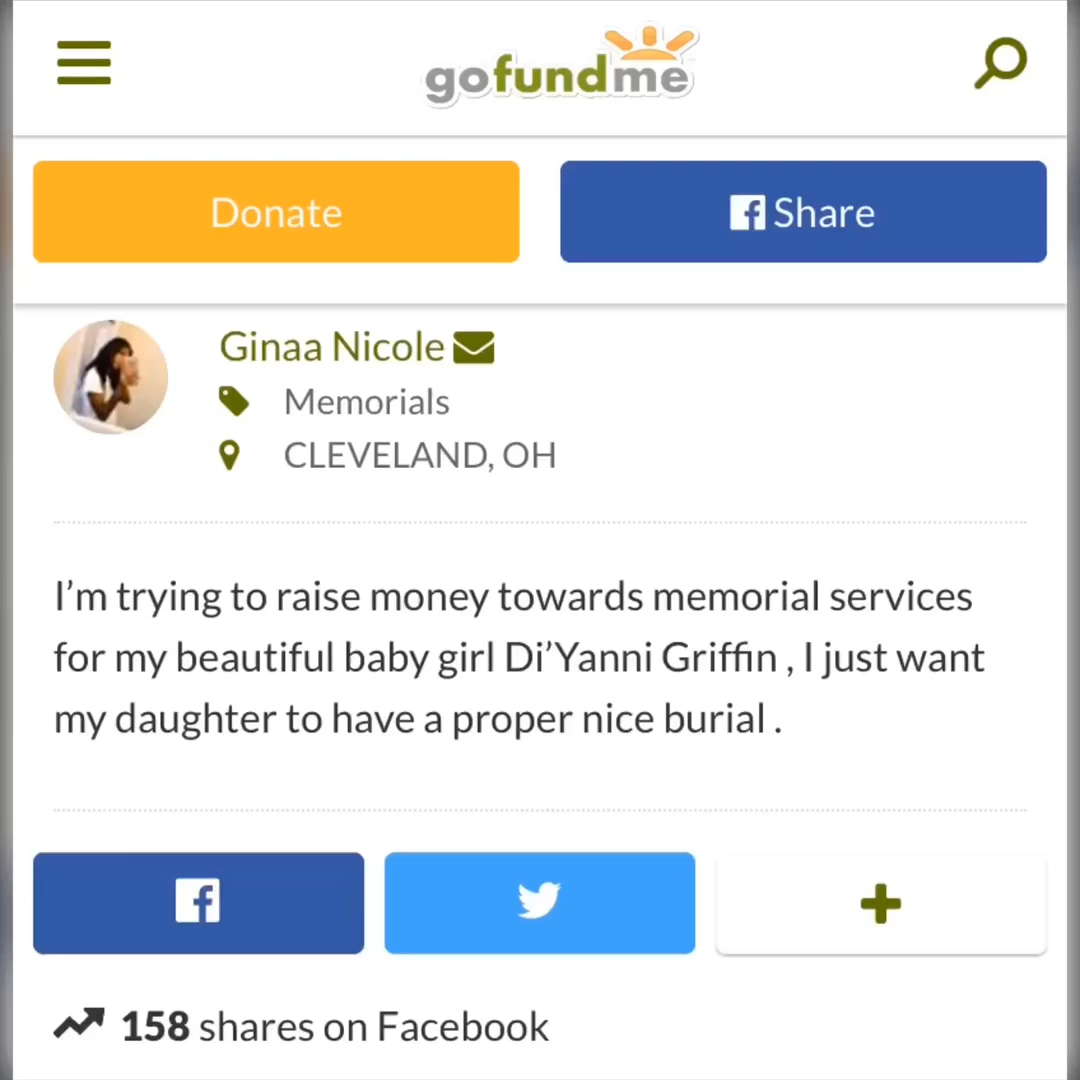 gofundme
Donate
Share
Ginaa Nicole
Memorials
CLEVELAND, OH
I’m trying to raise money towards memorial services
for my beautiful baby girl Di’Yanni Griffin , I just want
my daughter to have a proper nice burial .
158 shares on Facebook